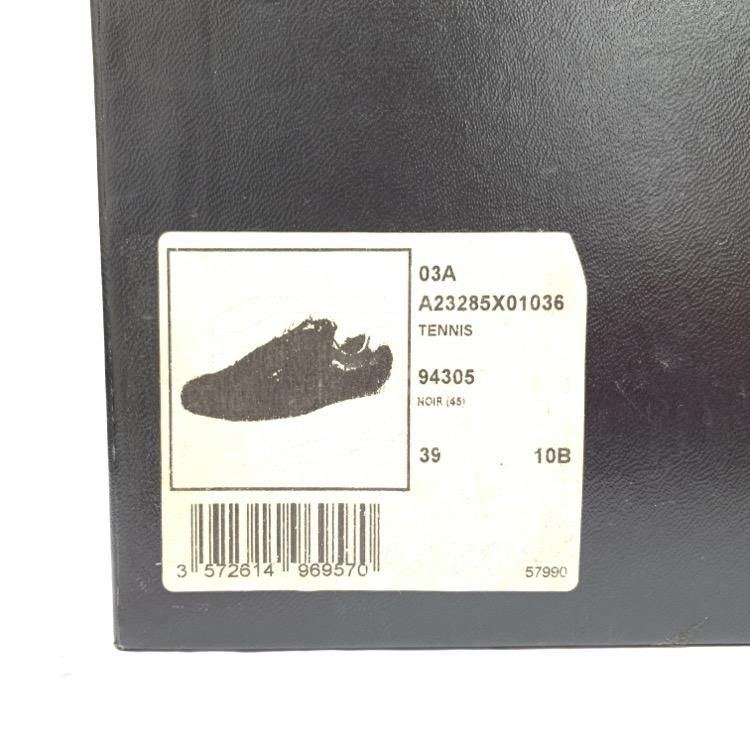 03A
A23285X01036
TENNIS
94305
NOIR (45)
39 10B
3 572614 969570
57990